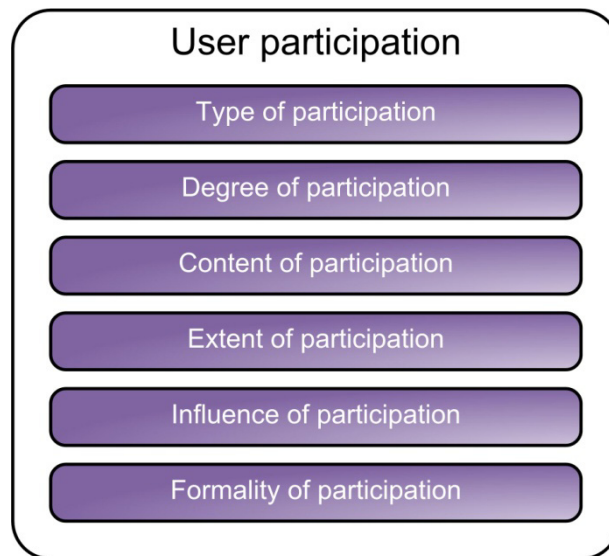 User participation
Type of participation
Degree of participation
Content of participation
Extent of participation
Influence of participation
Formality of participation